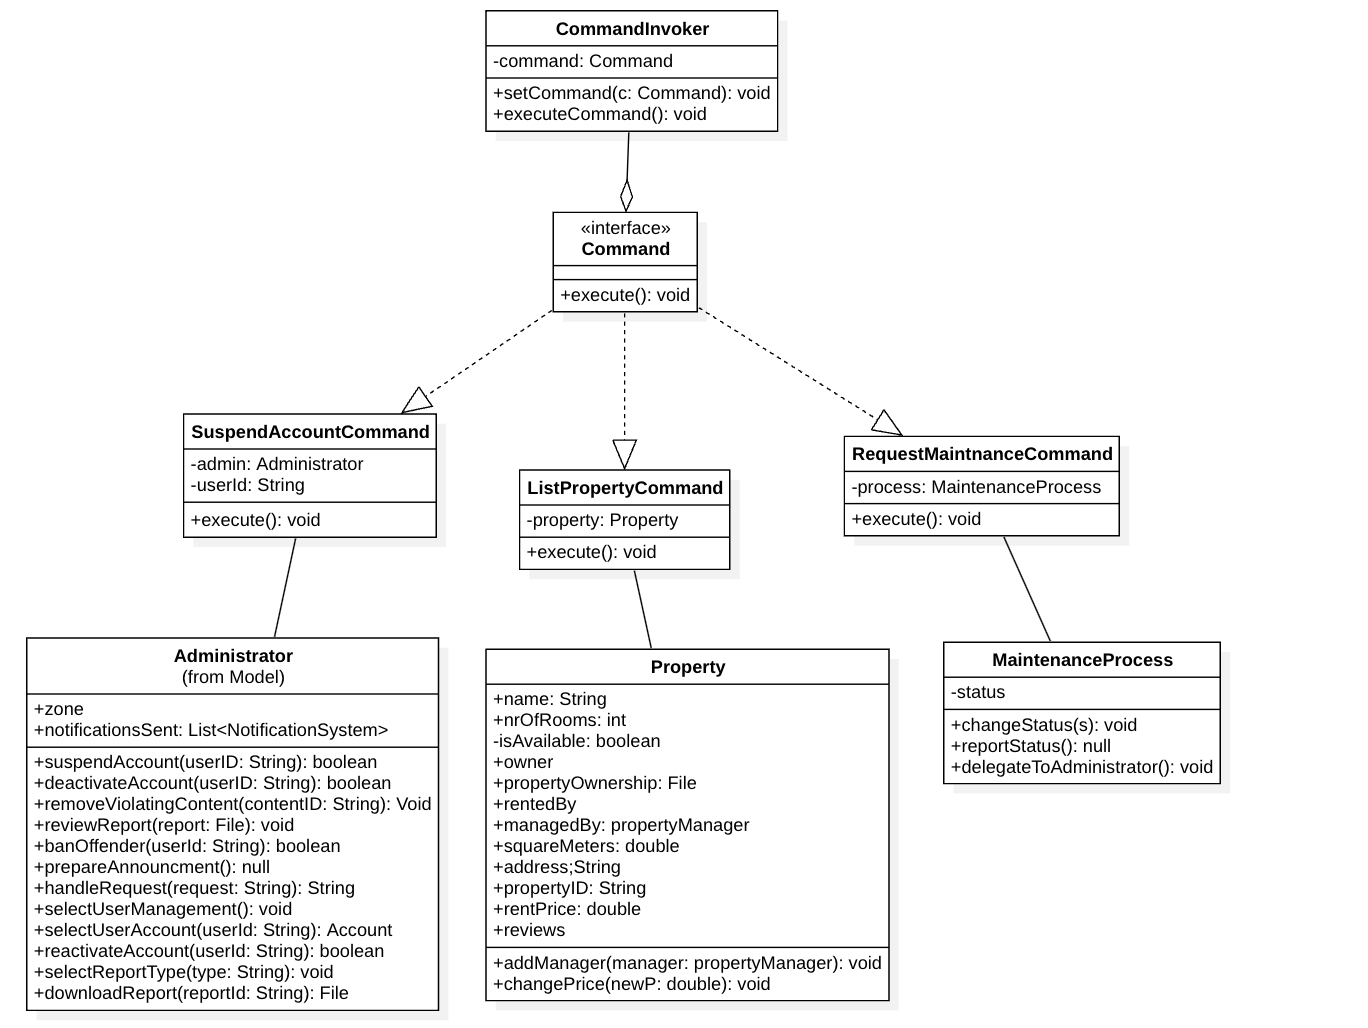 CommandInvoker
-command: Command
+setCommand(c: Command): void
+executeCommand(): void
«interface»
Command
+execute(): void
SuspendAccountCommand
-admin: Administrator
-userId: String
+execute(): void
ListPropertyCommand
-property: Property
+execute(): void
RequestMaintnanceCommand
-process: MaintenanceProcess
+execute(): void
Administrator
(from Model)
+zone
+notificationsSent: List<NotificationSystem>
+suspendAccount(userID: String): boolean
+deactivateAccount(userID: String): boolean
+removeViolatingContent(contentID: String): Void
+reviewReport(report: File): void
+banOffender(userId: String): boolean
+prepareAnnouncment(): null
+handleRequest(request: String): String
+selectUserManagement(): void
+selectUserAccount(userId: String): Account
+reactivateAccount(userId: String): boolean
+selectReportType(type: String): void
+downloadReport(reportId: String): File
Property
+name: String
+nrOfRooms: int
-isAvailable: boolean
+owner
+propertyOwnership: File
+rentedBy
+managedBy: propertyManager
+squareMeters: double
+address;String
+propertyID: String
+rentPrice: double
+reviews
+addManager(manager: propertyManager): void
+changePrice(newP: double): void
MaintenanceProcess
-status
+changeStatus(s): void
+reportStatus(): null
+delegateToAdministrator(): void